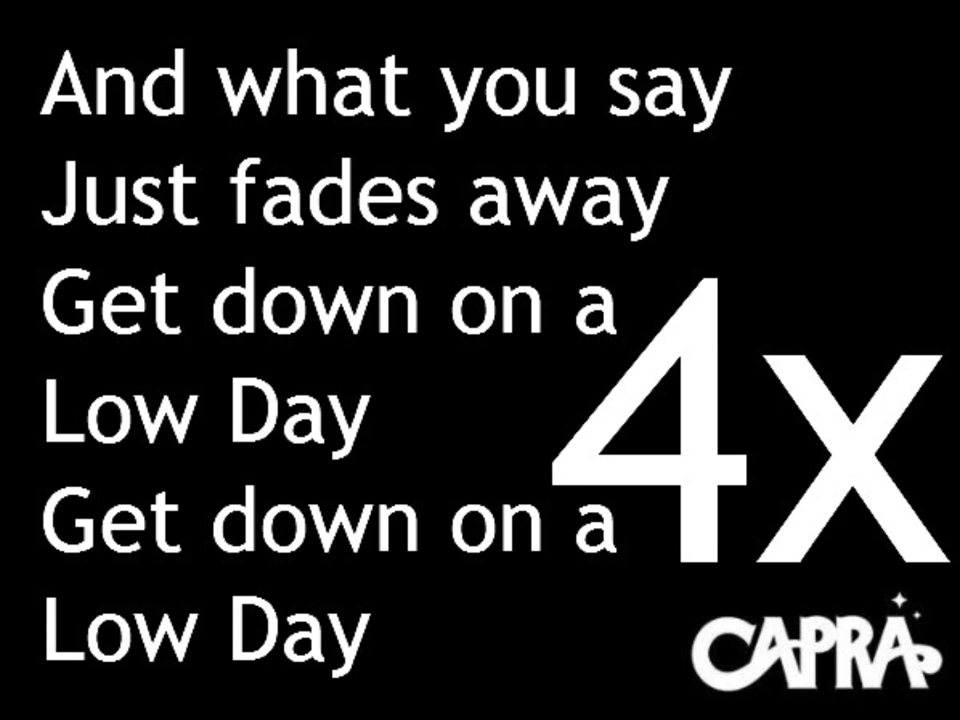 And what you say
Just fades away
Get down on a
Low Day
Get down on a
Low Day
4x
CAPRA